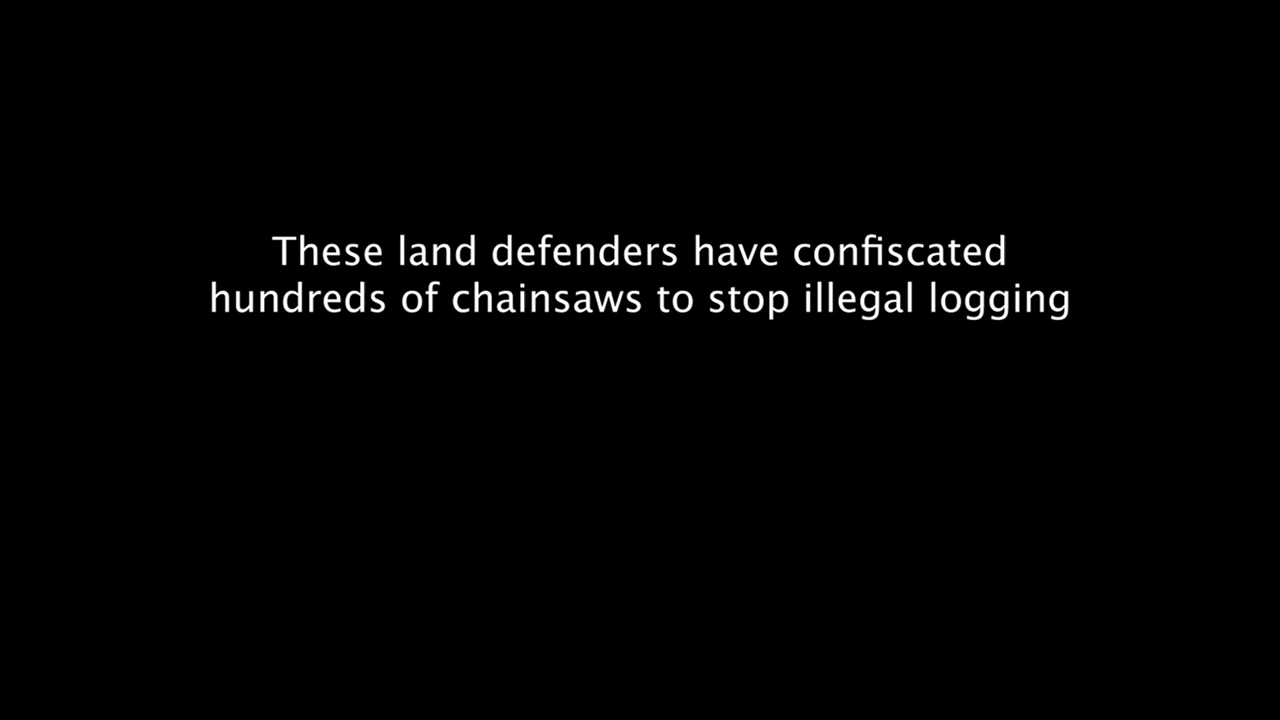 These land defenders have confiscated
hundreds of chainsaws to stop illegal logging